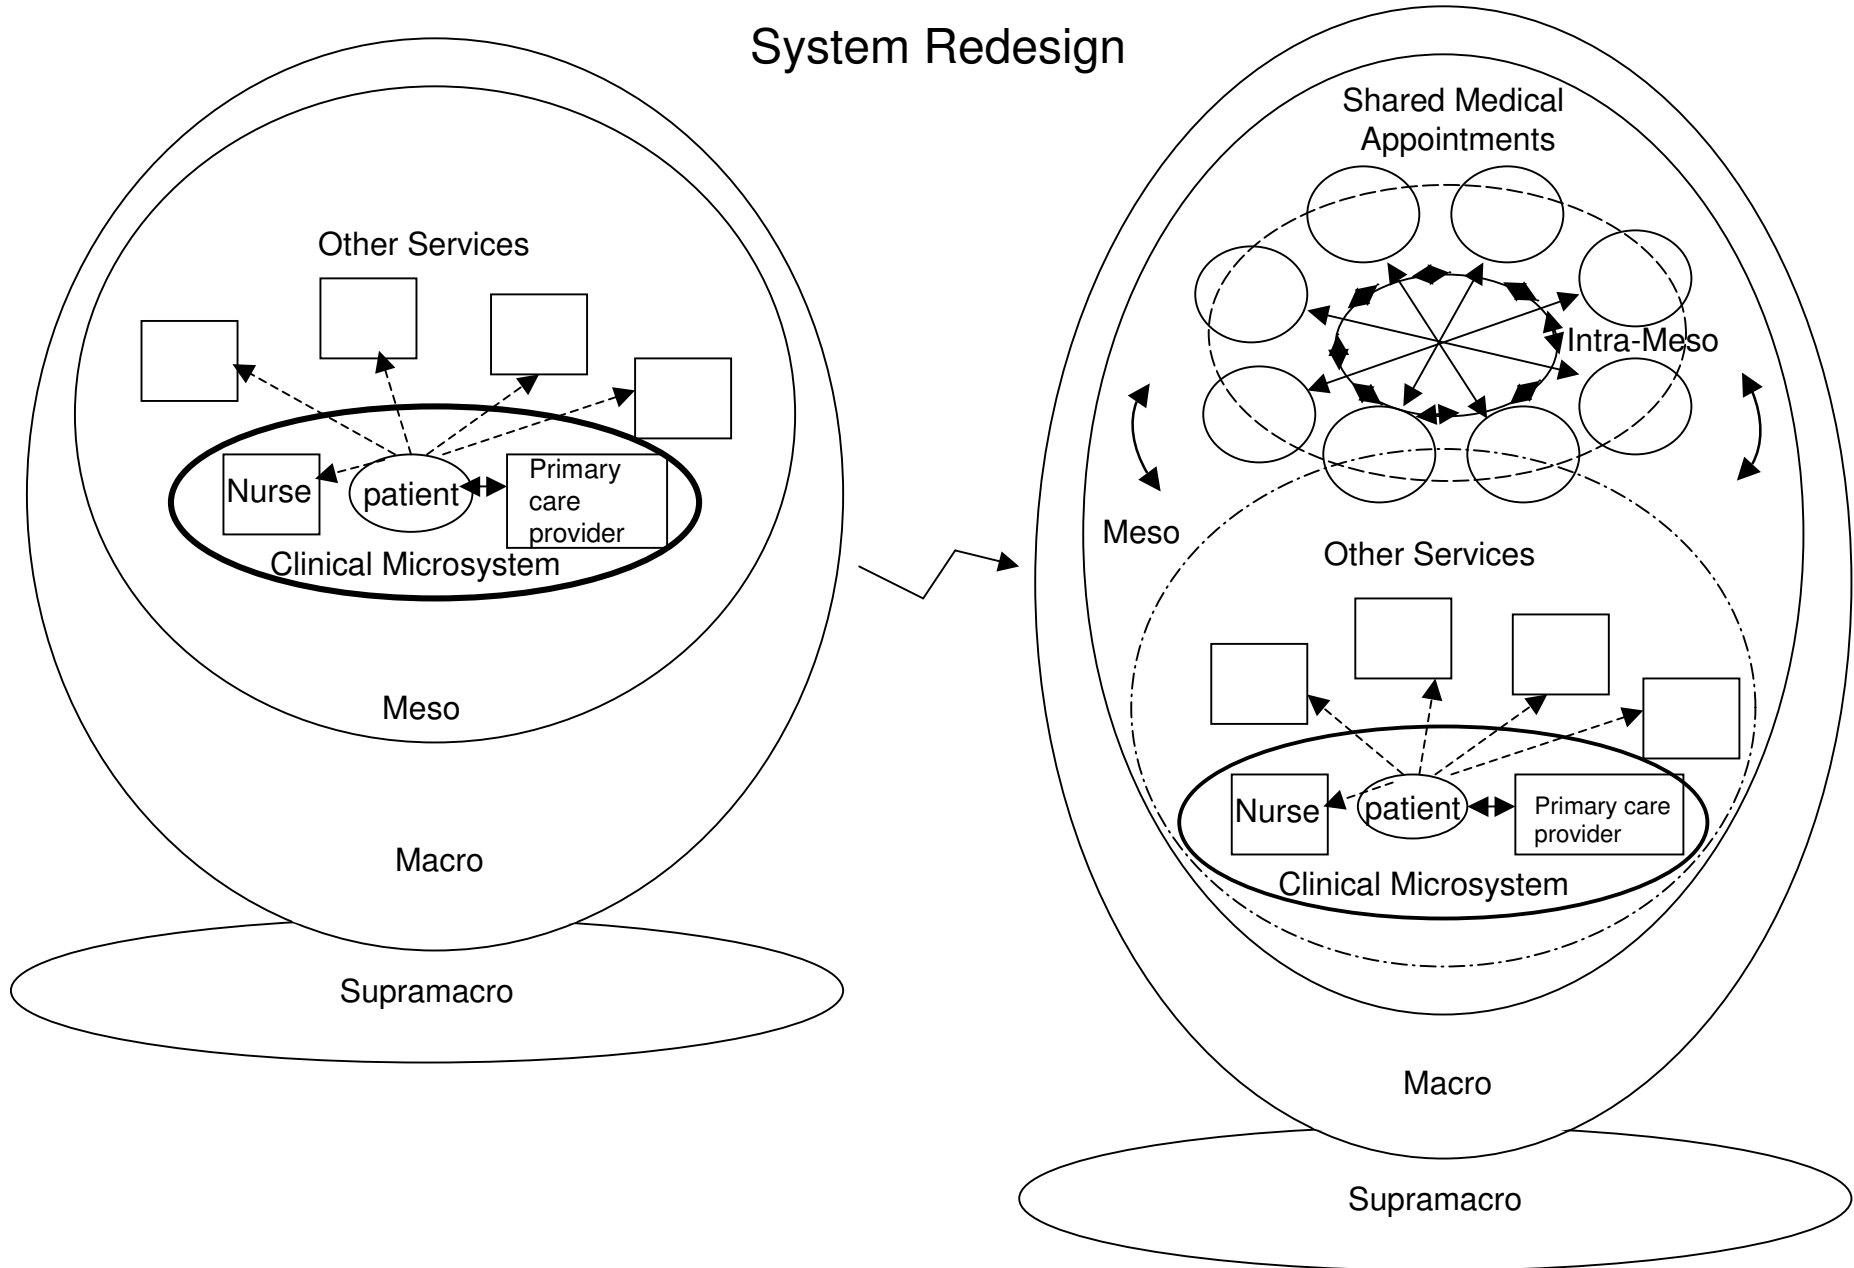 System Redesign
Other Services
Nurse
patient
Primary
care
provider
Clinical Microsystem
Meso
Macro
Supramacro
Shared Medical
Appointments
Intra-Meso
Meso
Other Services
Nurse
patient
Primary care
provider
Clinical Microsystem
Macro
Supramacro